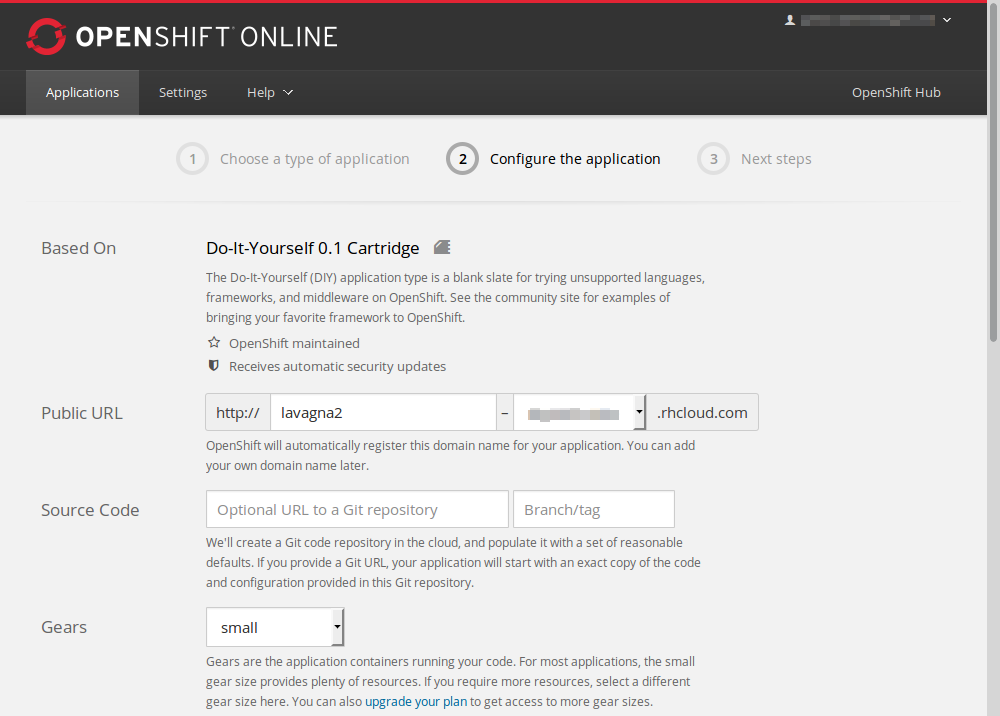 OPENSHIFT ONLINE
Applications Settings Help OpenShift Hub
1 Choose a type of application 2 Configure the application 3 Next steps
Based On Do-It-Yourself 0.1 Cartridge
The Do-It-Yourself (DIY) application type is a blank slate for trying unsupported languages,
frameworks, and middleware on OpenShift. See the community site for examples of
bringing your favorite framework to OpenShift.
OpenShift maintained
Receives automatic security updates
Public URL http:// lavagna2 – .rhcloud.com
OpenShift will automatically register this domain name for your application. You can add
your own domain name later.
Source Code Optional URL to a Git repository Branch/tag
We'll create a Git code repository in the cloud, and populate it with a set of reasonable
defaults. If you provide a Git URL, your application will start with an exact copy of the code
and configuration provided in this Git repository.
Gears small
Gears are the application containers running your code. For most applications, the small
gear size provides plenty of resources. If you require more resources, select a different
gear size here. You can also upgrade your plan to get access to more gear sizes.